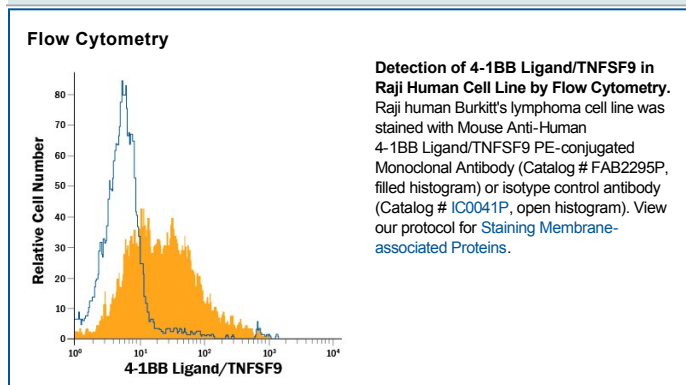 Flow Cytometry
Relative Cell Number
80
70
60
50
40
30
20
10
0
10⁰
10¹
10²
10³
10⁴
4-1BB Ligand/TNFSF9
Detection of 4-1BB Ligand/TNFSF9 in
Raji Human Cell Line by Flow Cytometry.
Raji human Burkitt's lymphoma cell line was
stained with Mouse Anti-Human
4-1BB Ligand/TNFSF9 PE-conjugated
Monoclonal Antibody (Catalog # FAB2295P,
filled histogram) or isotype control antibody
(Catalog # IC0041P, open histogram). View
our protocol for Staining Membrane-
associated Proteins.